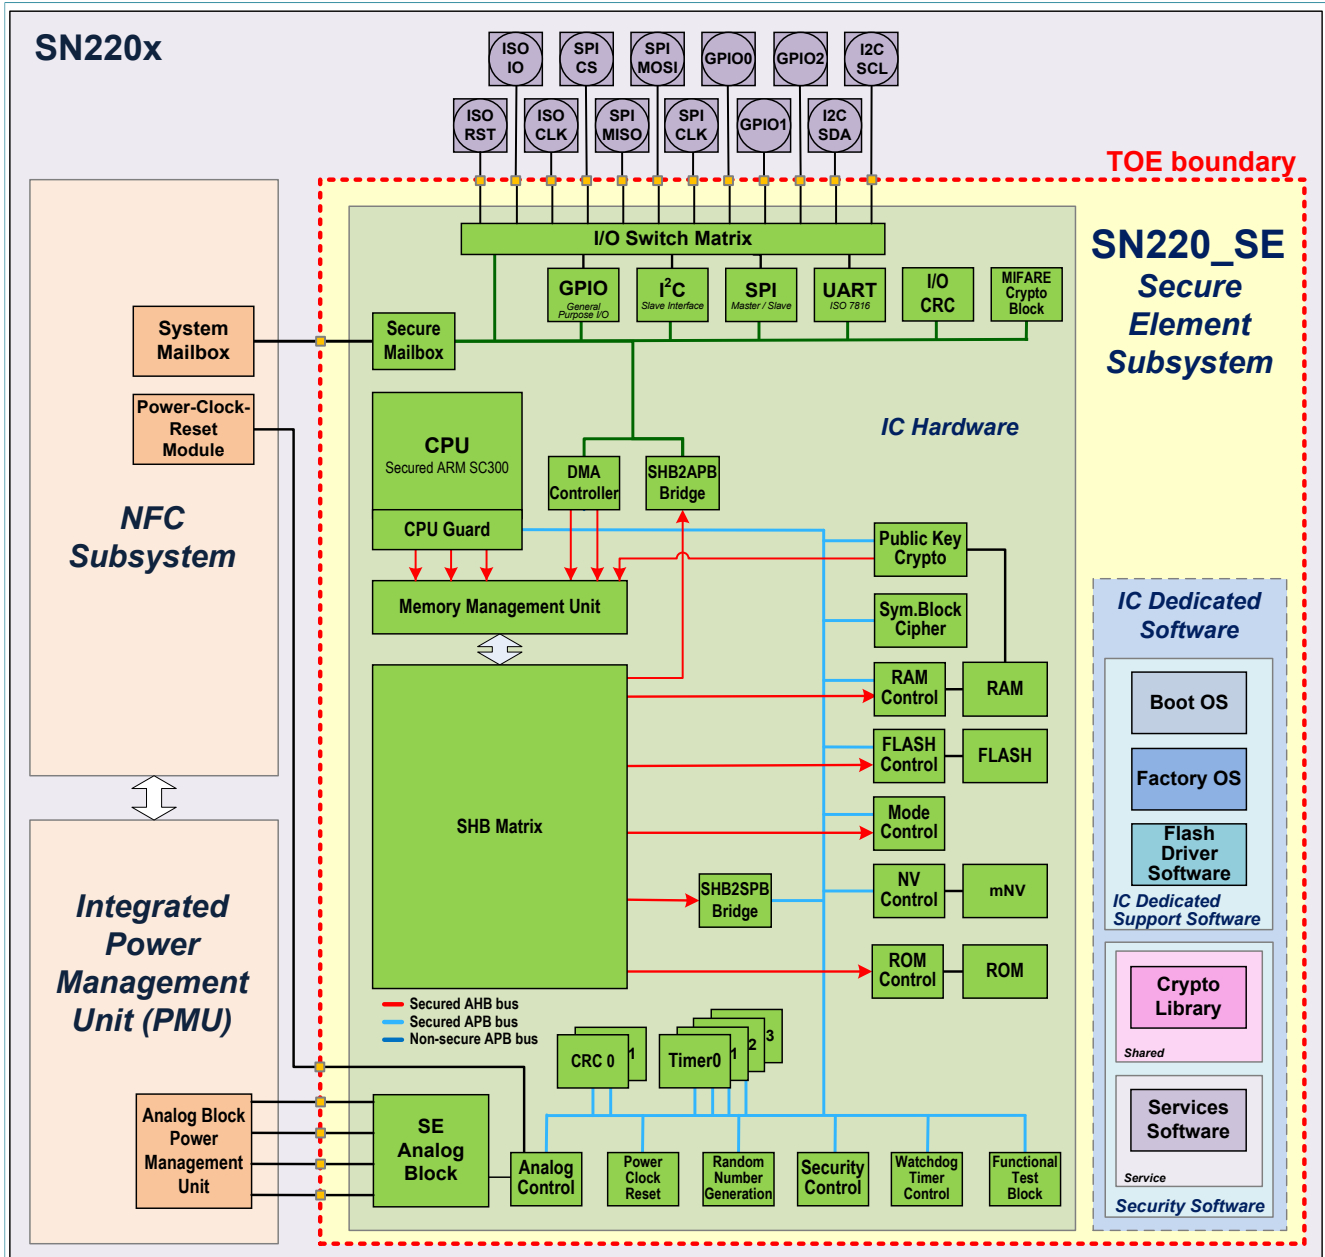 SN220x
ISO
IO
SPI
CS
SPI
MOSI
GPIO0
GPIO2
I2C
SCL
ISO
RST
ISO
CLK
SPI
MISO
SPI
CLK
GPIO1
I2C
SDA
TOE boundary
I/O Switch Matrix
SN220_SE
Secure
Element
Subsystem
GPIO
General
Purpose I/O
I2C
Slave Interface
SPI
Master / Slave
UART
ISO 7816
I/O
CRC
MIFARE
Crypto
Block
System
Mailbox
Secure
Mailbox
Power-Clock-
Reset
Module
NFC
Subsystem
IC Hardware
CPU
Secured ARM SC300
CPU Guard
DMA
Controller
SHB2APB
Bridge
Public Key
Crypto
Memory Management Unit
Sym.Block
Cipher
RAM
Control
RAM
FLASH
Control
FLASH
SHB Matrix
Mode
Control
SHB2SPB
Bridge
NV
Control
mNV
ROM
Control
ROM
IC Dedicated
Software
Boot OS
Factory OS
Flash
Driver
Software
IC Dedicated
Support Software
Crypto
Library
Shared
Services
Software
Service
Security Software
Integrated
Power
Management
Unit (PMU)
Secured AHB bus
Secured APB bus
Non-secure APB bus
CRC 0
1
Timer0
1
2
3
Analog Block
Power
Management
Unit
SE
Analog
Block
Analog
Control
Power
Clock
Reset
Random
Number
Generation
Security
Control
Watchdog
Timer
Control
Functional
Test
Block